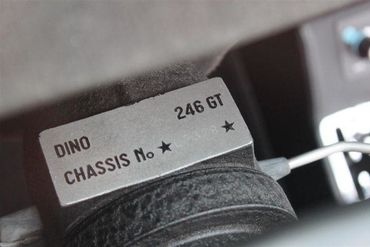 DINO 246 GT
CHASSIS No ★ ★